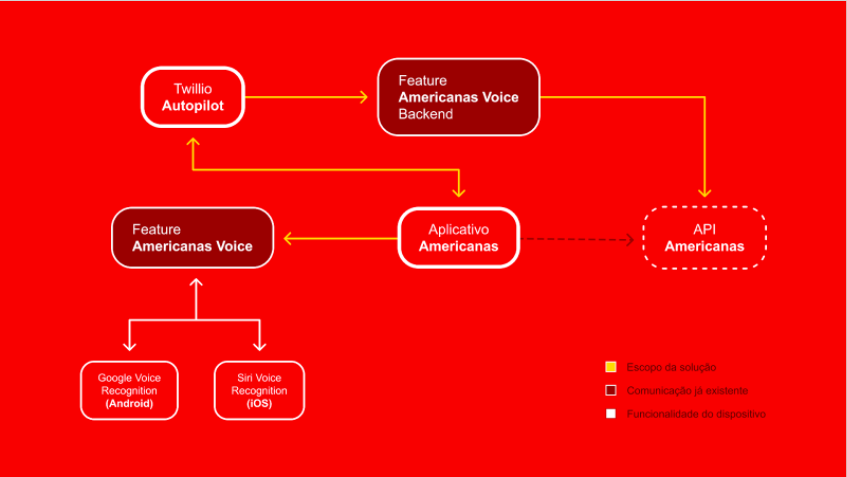 Twillio
Autopilot
Feature
Americanas Voice
Backend
Feature
Americanas Voice
Aplicativo
Americanas
API
Americanas
Google Voice
Recognition
(Android)
Siri Voice
Recognition
(iOS)
Escopo da solução
Comunicação já existente
Funcionalidade do dispositivo